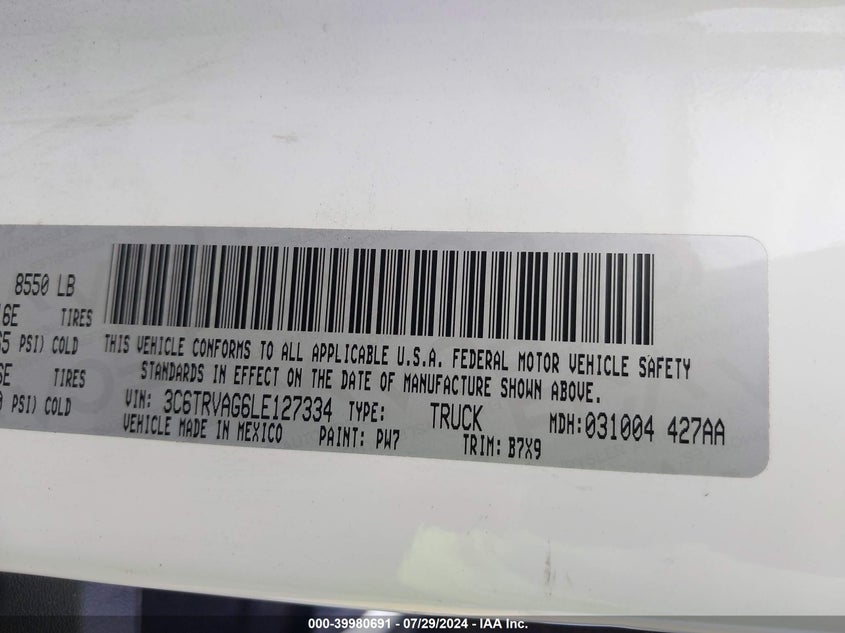 8550 LB
TIRES
PSI) COLD
TIRES
PSI) COLD
THIS VEHICLE CONFORMS TO ALL APPLICABLE U.S.A. FEDERAL MOTOR VEHICLE SAFETY
STANDARDS IN EFFECT ON THE DATE OF MANUFACTURE SHOWN ABOVE.
VIN: 3C6TRVAG6LE127334 TYPE: TRUCK MDH:031004 427AA
VEHICLE MADE IN MEXICO PAINT: PW7 TRIM: B7X9
000-39980691 - 07/29/2024 - IAA Inc.